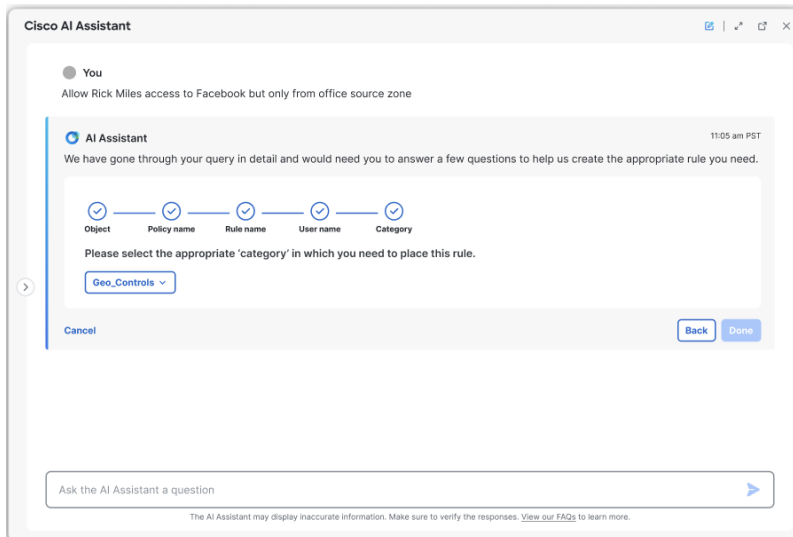 Cisco AI Assistant
You
Allow Rick Miles access to Facebook but only from office source zone
AI Assistant
11:05 am PST
We have gone through your query in detail and would need you to answer a few questions to help us create the appropriate rule you need.
Object Policy name Rule name User name Category
Please select the appropriate ‘category’ in which you need to place this rule.
Geo_Controls
Cancel Back Done
Ask the AI Assistant a question
The AI Assistant may display inaccurate information. Make sure to verify the responses. View our FAQs to learn more.